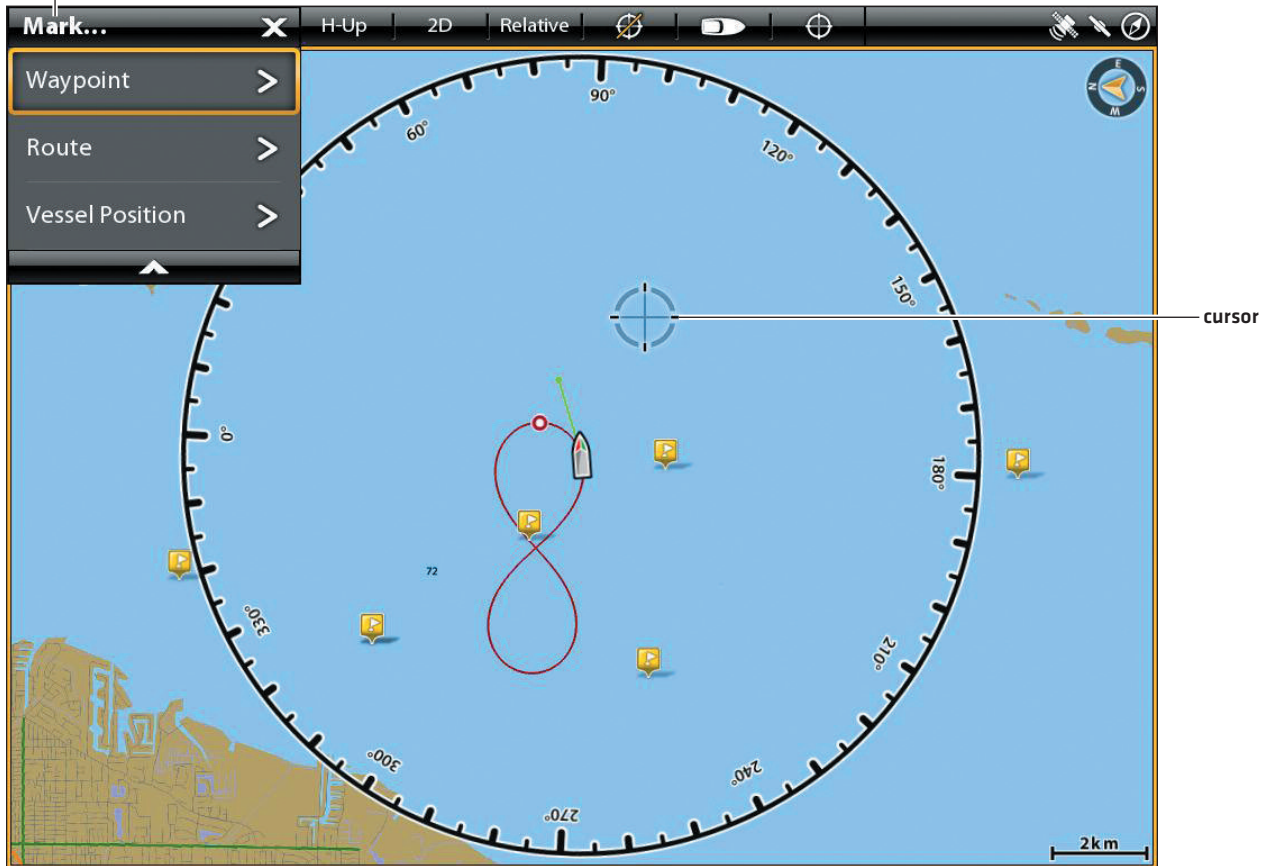 Mark...
H-Up
2D
Relative
Waypoint
Route
Vessel Position
E
N
S
W
60°
90°
120°
150°
cursor
0°
180°
72
330°
210°
300°
240°
270°
2km